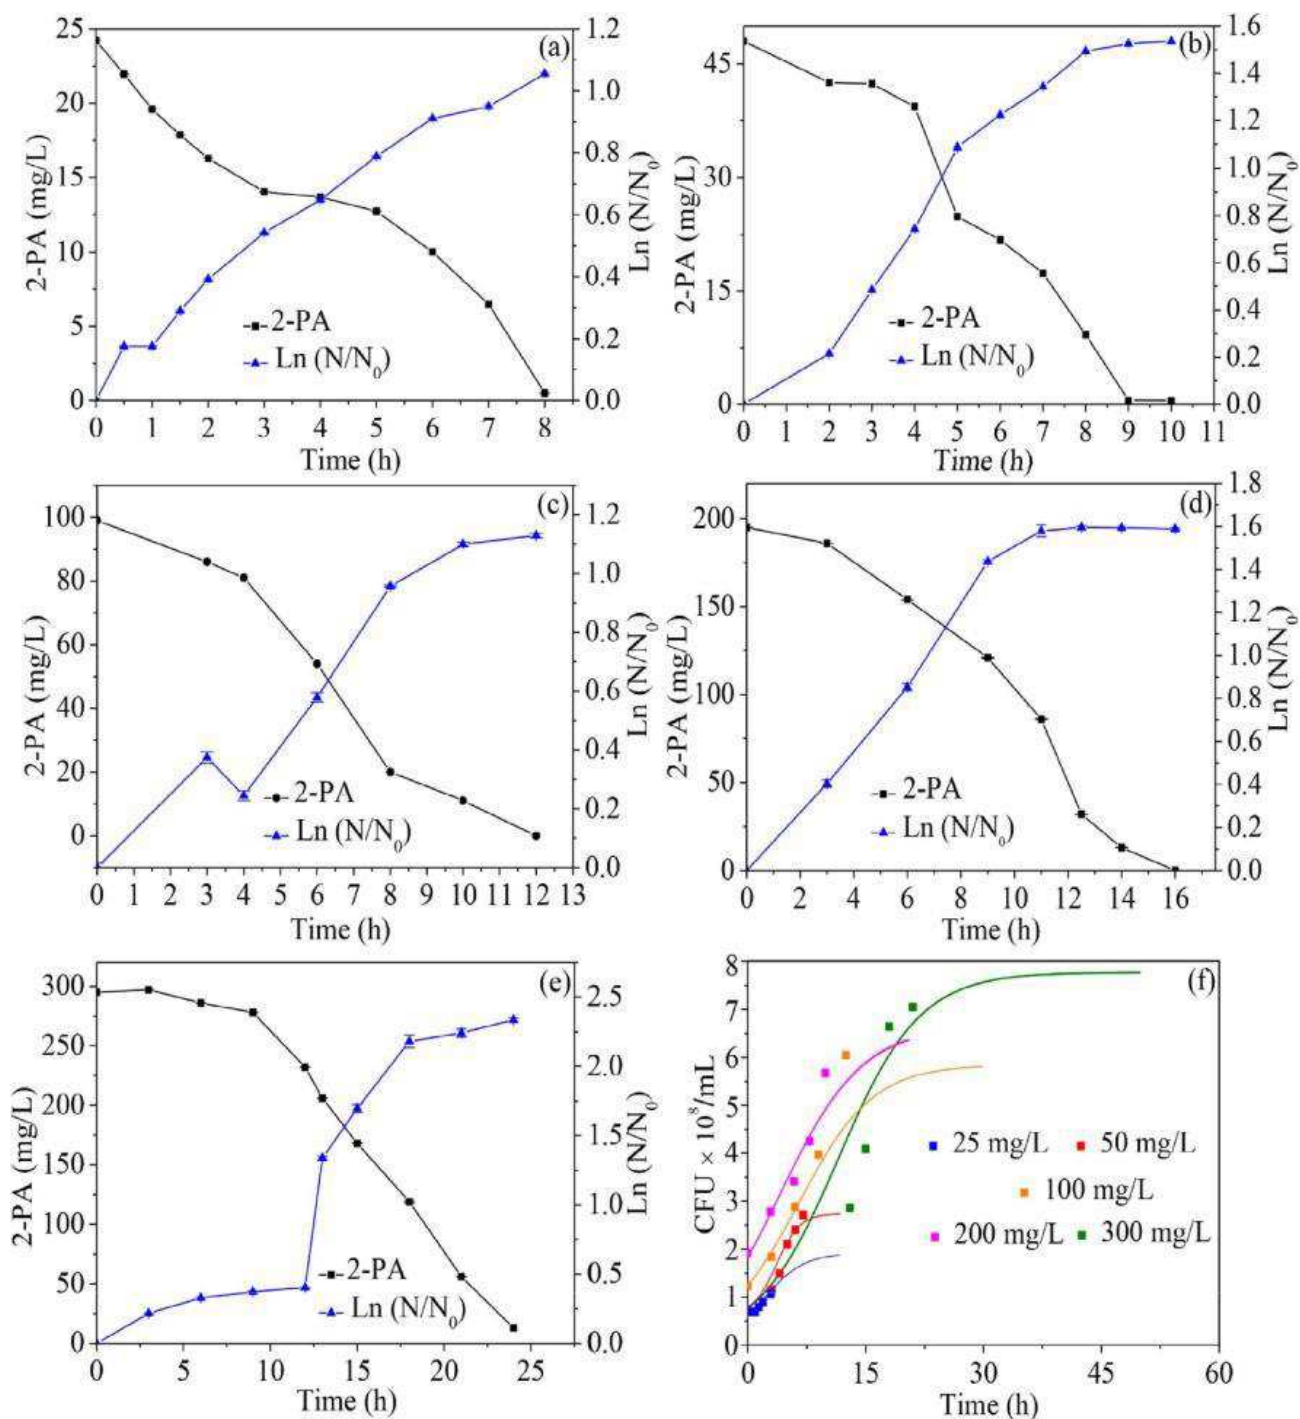 (a)
25
20
15
10
5
0
2-PA (mg/L)
1.2
1.0
0.8
0.6
0.4
0.2
0.0
Ln (N/N₀)
2-PA
Ln (N/N₀)
0 1 2 3 4 5 6 7 8
Time (h)
(b)
45
30
15
0
2-PA (mg/L)
1.6
1.4
1.2
1.0
0.8
0.6
0.4
0.2
0.0
Ln (N/N₀)
2-PA
Ln (N/N₀)
0 1 2 3 4 5 6 7 8 9 10 11
Time (h)
(c)
100
80
60
40
20
0
2-PA (mg/L)
1.2
1.0
0.8
0.6
0.4
0.2
0.0
Ln (N/N₀)
2-PA
Ln (N/N₀)
0 1 2 3 4 5 6 7 8 9 10 11 12 13
Time (h)
(d)
200
150
100
50
0
2-PA (mg/L)
1.8
1.6
1.4
1.2
1.0
0.8
0.6
0.4
0.2
0.0
Ln (N/N₀)
2-PA
Ln (N/N₀)
0 2 4 6 8 10 12 14 16
Time (h)
(e)
300
250
200
150
100
50
0
2-PA (mg/L)
2.5
2.0
1.5
1.0
0.5
0.0
Ln (N/N₀)
2-PA
Ln (N/N₀)
0 5 10 15 20 25
Time (h)
(f)
8
7
6
5
4
3
2
1
0
CFU × 10⁸/mL
25 mg/L 50 mg/L
100 mg/L
200 mg/L 300 mg/L
0 15 30 45 60
Time (h)